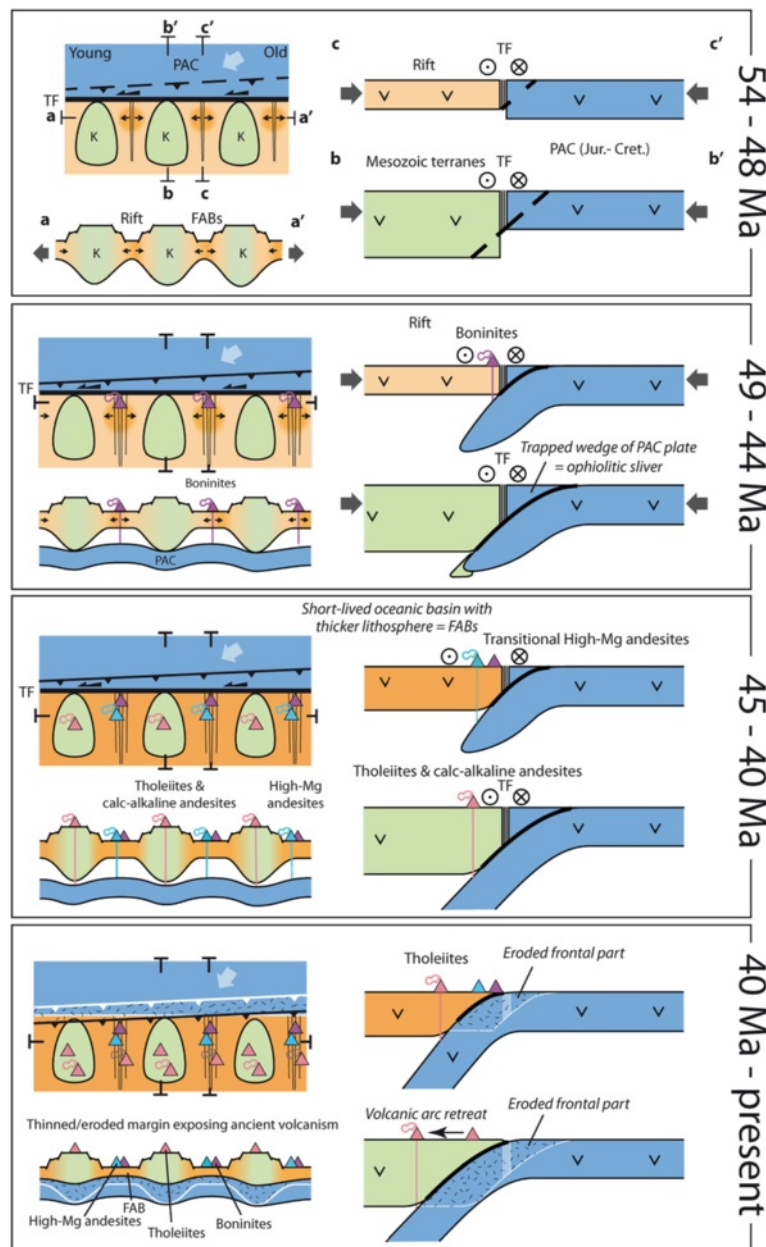 54 - 48 Ma
b' c'
Young PAC Old
TF
a a'
K K K
b c
a Rift FABs a'
K K K
c TF c'
Rift
b Mesozoic terranes TF PAC (Jur.- Cret.) b'
49 - 44 Ma
TF
Boninites
PAC
Rift
Boninites
TF
Trapped wedge of PAC plate
= ophiolitic sliver
45 - 40 Ma
Short-lived oceanic basin with
thicker lithosphere = FABs
Transitional High-Mg andesites
TF
Tholeiites &
calc-alkaline andesites
High-Mg
andesites
Tholeiites & calc-alkaline andesites
TF
40 Ma - present
Tholeiites
Eroded frontal part
Thinned/eroded margin exposing ancient volcanism
FAB
High-Mg andesites
Tholeiites
Boninites
Volcanic arc retreat
Eroded frontal part